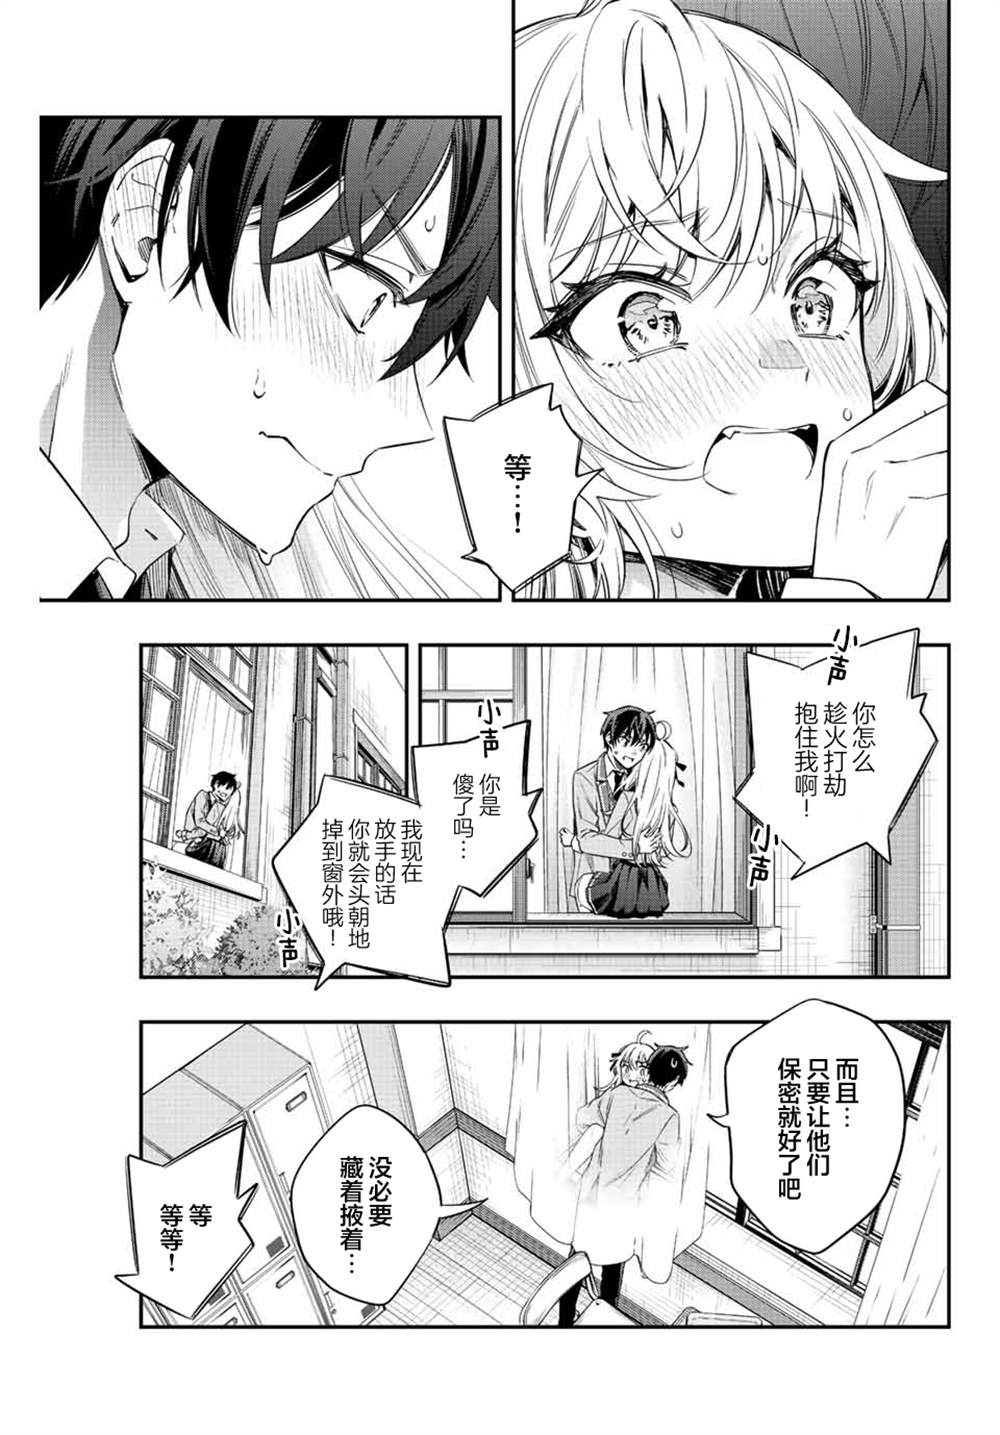 等……！
小声
你怎么
趁火打劫
抱住我啊！
小声
小声
你是
傻了吗…
我现在
放手的话
你就会头朝地
掉到窗外哦！
小声
而且…
只要让他们
保密就好了吧
没必要
藏着掖着…
等
等等！